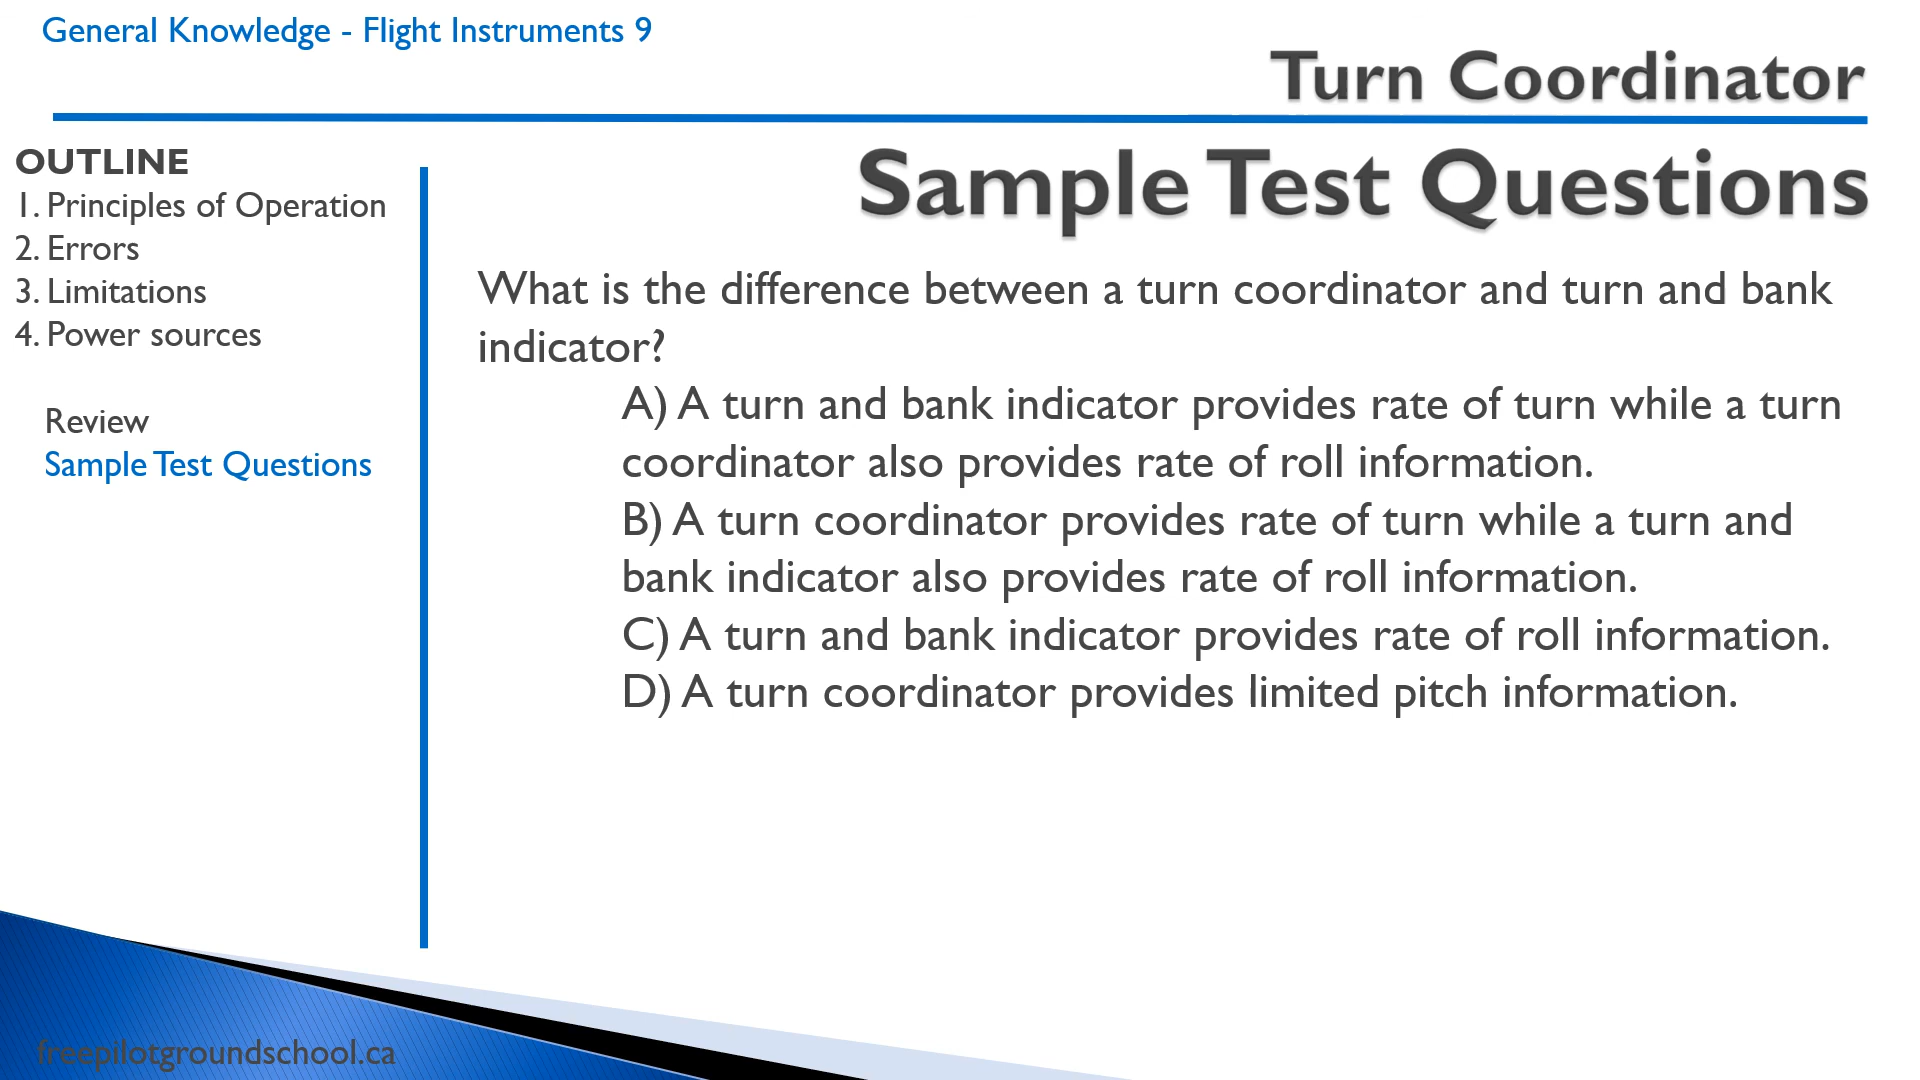 General Knowledge - Flight Instruments 9
Turn Coordinator
OUTLINE
1. Principles of Operation
2. Errors
3. Limitations
4. Power sources
Review
Sample Test Questions
Sample Test Questions
What is the difference between a turn coordinator and turn and bank
indicator?
A) A turn and bank indicator provides rate of turn while a turn
coordinator also provides rate of roll information.
B) A turn coordinator provides rate of turn while a turn and
bank indicator also provides rate of roll information.
C) A turn and bank indicator provides rate of roll information.
D) A turn coordinator provides limited pitch information.
freepilotgroundschool.ca